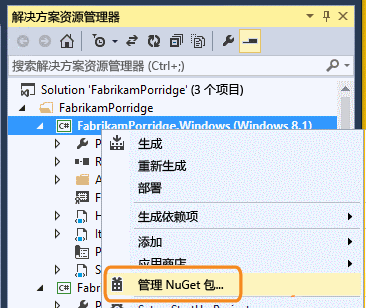 解决方案资源管理器
搜索解决方案资源管理器 (Ctrl+;)
Solution 'FabrikamPorridge' (3 个项目)
FabrikamPorridge
C# FabrikamPorridge.Windows (Windows 8.1)
生成
重新生成
部署
生成依赖项
添加
应用商店
管理 NuGet 包...
C# Fa